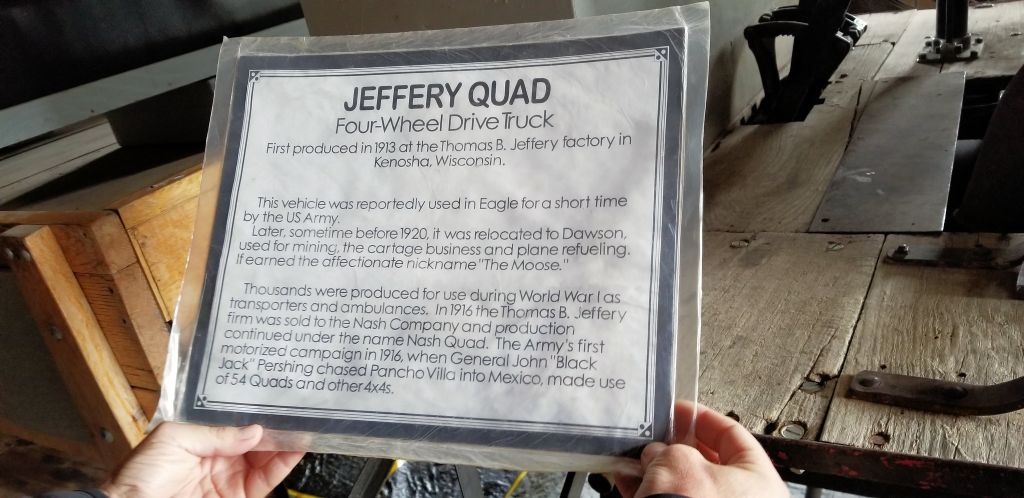 JEFFERY QUAD
Four-Wheel Drive Truck
First produced in 1913 at the Thomas B. Jeffery factory in
Kenosha, Wisconsin.
This vehicle was reportedly used in Eagle for a short time
by the US Army.
Later, sometime before 1920, it was relocated to Dawson,
used for mining, the cartage business and plane refueling.
If earned the affectionate nickname "The Moose."
Thousands were produced for use during World War I as
transporters and ambulances. In 1916 the Thomas B. Jeffery
firm was sold to the Nash Company and production
continued under the name Nash Quad. The Army's first
motorized campaign in 1916, when General John "Black
Jack" Pershing chased Pancho Villa into Mexico, made use
of 54 Quads and other 4x4s.